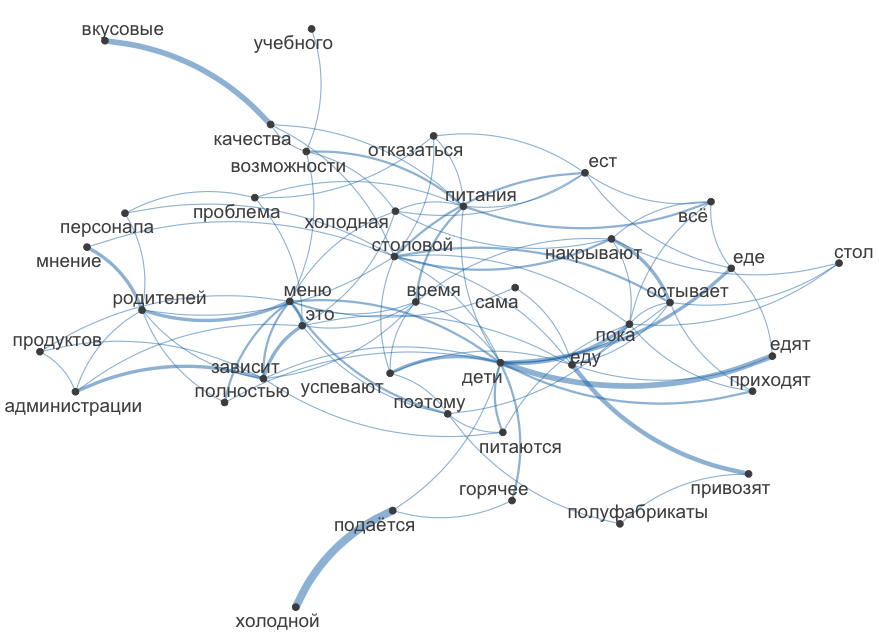 вкусовые
учебного
качества
возможности
отказаться
ест
проблема
питания
персонала
холодная
всё
мнение
столовой
накрывают
еде
стол
родителей
меню
время
сама
остывает
это
продуктов
пока
едят
зависит
еду
дети
полностью
успевают
приходят
администрации
поэтому
питаются
горячее
привозят
подаётся
полуфабрикаты
холодной